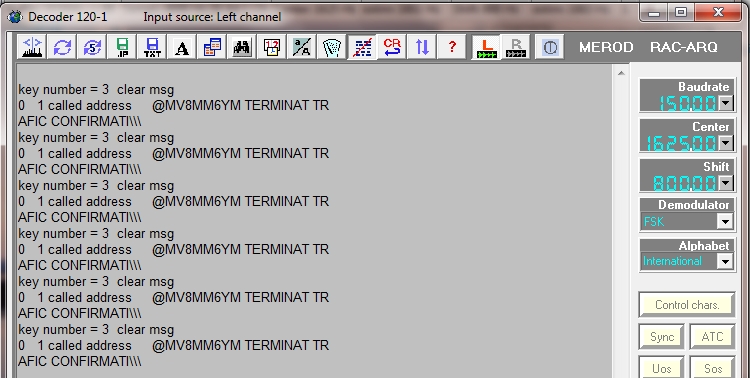 Decoder 120-1 Input source: Left channel
.IP TXT A a/A CR ? L R MEROD RAC-ARQ
key number = 3 clear msg
0 1 called address @MV8MM6YM TERMINAT TR
AFIC CONFIRMATI\\\
key number = 3 clear msg
0 1 called address @MV8MM6YM TERMINAT TR
AFIC CONFIRMATI\\\
key number = 3 clear msg
0 1 called address @MV8MM6YM TERMINAT TR
AFIC CONFIRMATI\\\
key number = 3 clear msg
0 1 called address @MV8MM6YM TERMINAT TR
AFIC CONFIRMATI\\\
key number = 3 clear msg
0 1 called address @MV8MM6YM TERMINAT TR
AFIC CONFIRMATI\\\
key number = 3 clear msg
0 1 called address @MV8MM6YM TERMINAT TR
AFIC CONFIRMATI\\\
Baudrate
150.00
Center
1625.00
Shift
800.00
Demodulator
FSK
Alphabet
International
Control chars.
Sync ATC
Uos Sos